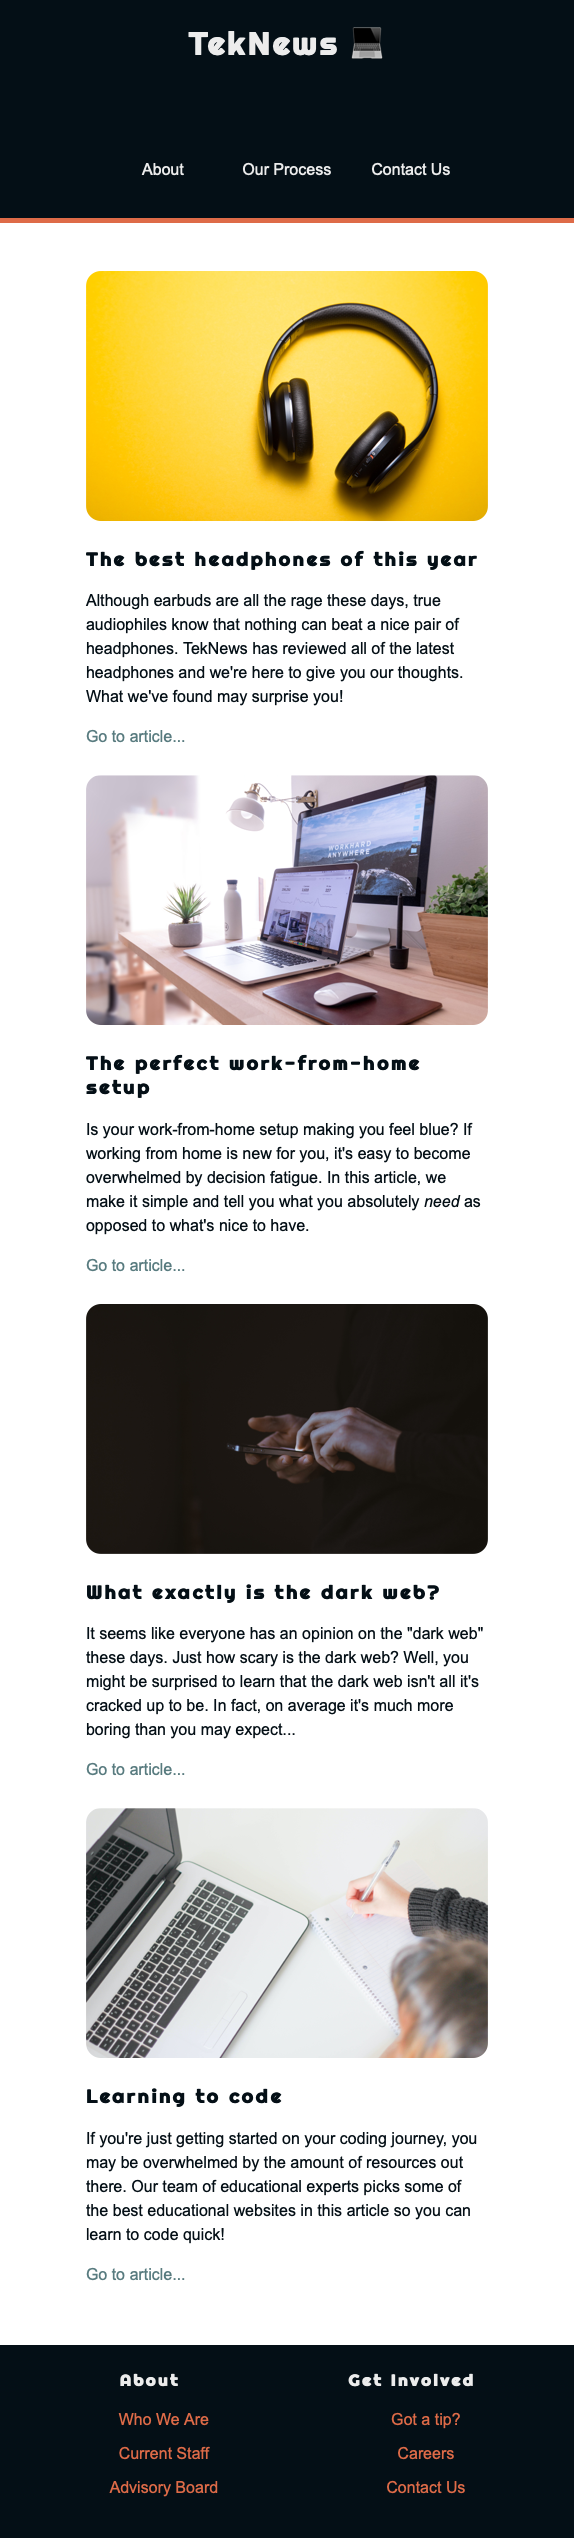 TekNews 💻
About Our Process Contact Us
The best headphones of this year
Although earbuds are all the rage these days, true
audiophiles know that nothing can beat a nice pair of
headphones. TekNews has reviewed all of the latest
headphones and we're here to give you our thoughts.
What we've found may surprise you!
Go to article...
WORKHARD
ANYWHERE
The perfect work-from-home
setup
Is your work-from-home setup making you feel blue? If
working from home is new for you, it's easy to become
overwhelmed by decision fatigue. In this article, we
make it simple and tell you what you absolutely need as
opposed to what's nice to have.
Go to article...
What exactly is the dark web?
It seems like everyone has an opinion on the "dark web"
these days. Just how scary is the dark web? Well, you
might be surprised to learn that the dark web isn't all it's
cracked up to be. In fact, on average it's much more
boring than you may expect...
Go to article...
Learning to code
If you're just getting started on your coding journey, you
may be overwhelmed by the amount of resources out
there. Our team of educational experts picks some of
the best educational websites in this article so you can
learn to code quick!
Go to article...
About
Who We Are
Current Staff
Advisory Board
Get Involved
Got a tip?
Careers
Contact Us